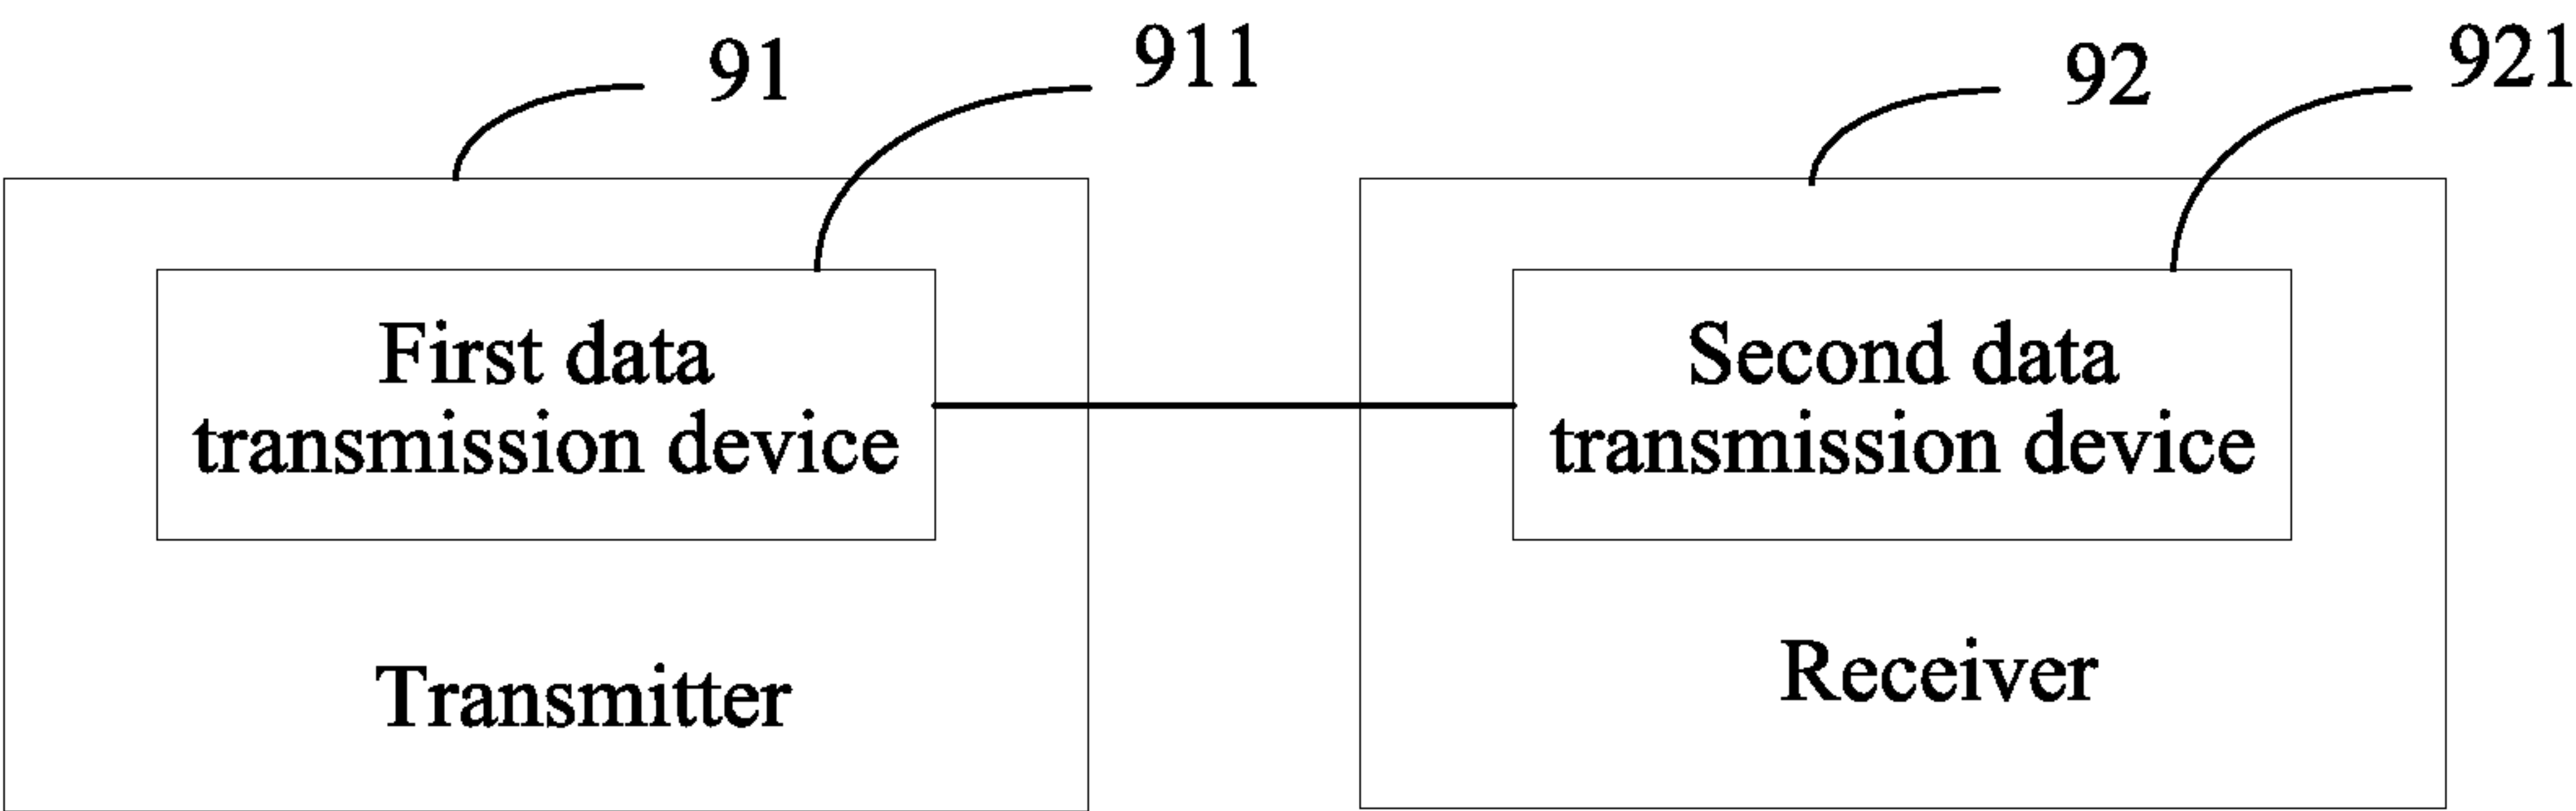 91
911
92
921
First data
transmission device
Second data
transmission device
Transmitter
Receiver